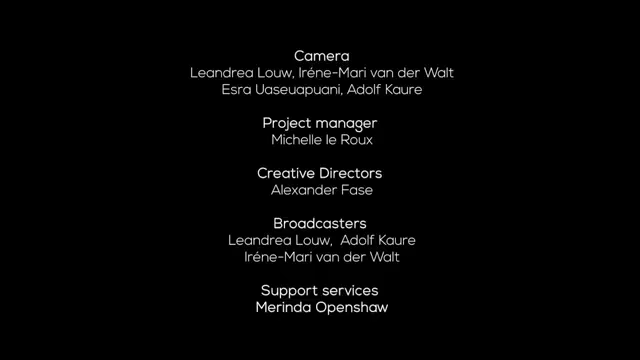 Camera
Leandrea Louw, Iréne-Mari van der Walt
Esra Uaseuapuani, Adolf Kaure
Project manager
Michelle le Roux
Creative Directors
Alexander Fase
Broadcasters
Leandrea Louw,  Adolf Kaure
Iréne-Mari van der Walt
Support services
Merinda Openshaw